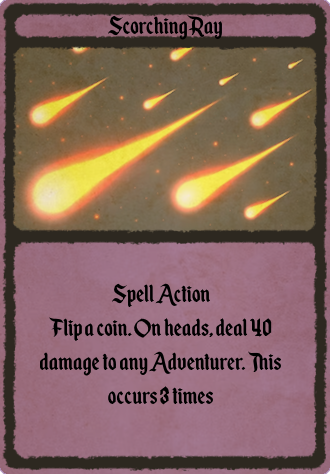 Scorching Ray
Spell Action
Flip a coin. On heads, deal 40
damage to any Adventurer. This
occurs 3 times